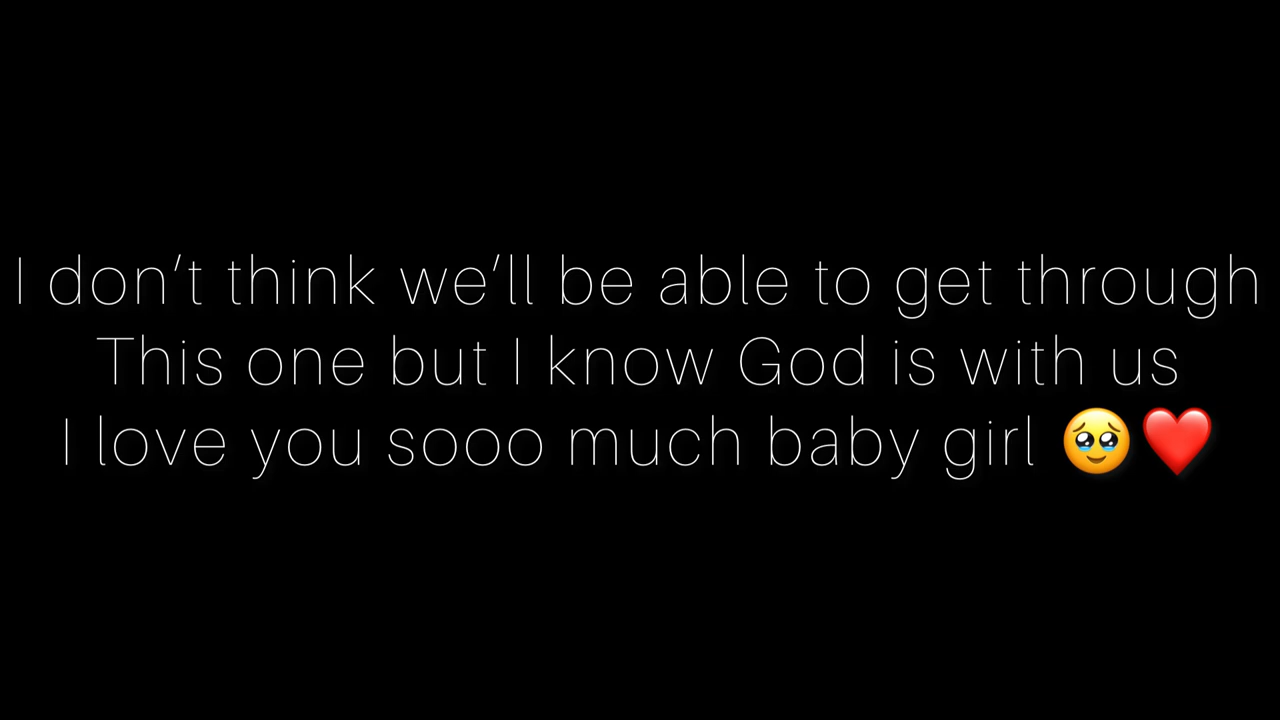 I don’t think we’ll be able to get through
This one but I know God is with us
I love you sooo much baby girl 🥹❤️